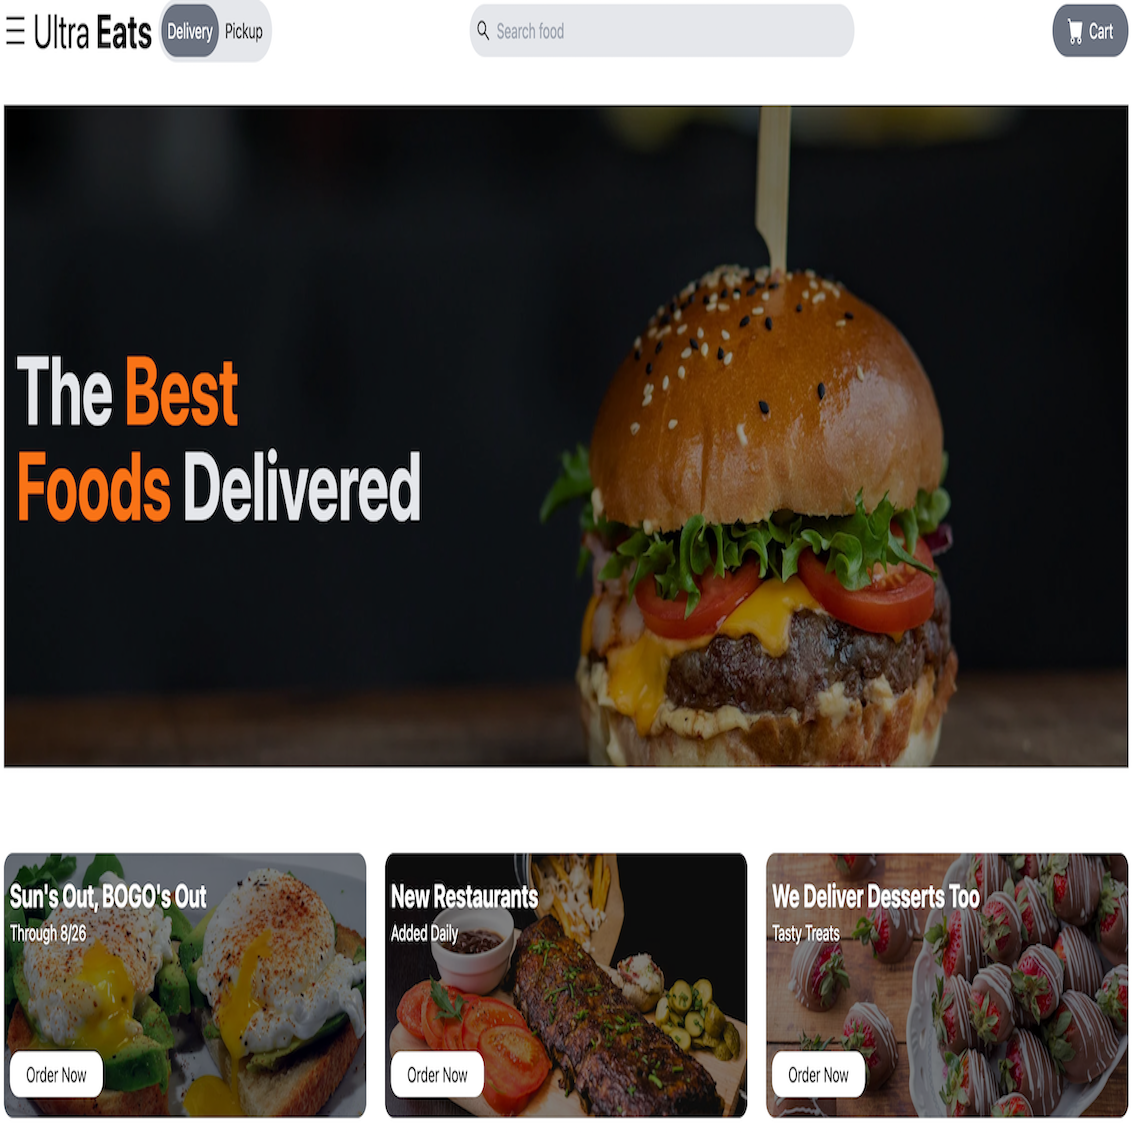 Ultra Eats Delivery Pickup Search food Cart
The Best
Foods Delivered
Sun's Out, BOGO's Out
Through 8/26
Order Now
New Restaurants
Added Daily
Order Now
We Deliver Desserts Too
Tasty Treats
Order Now